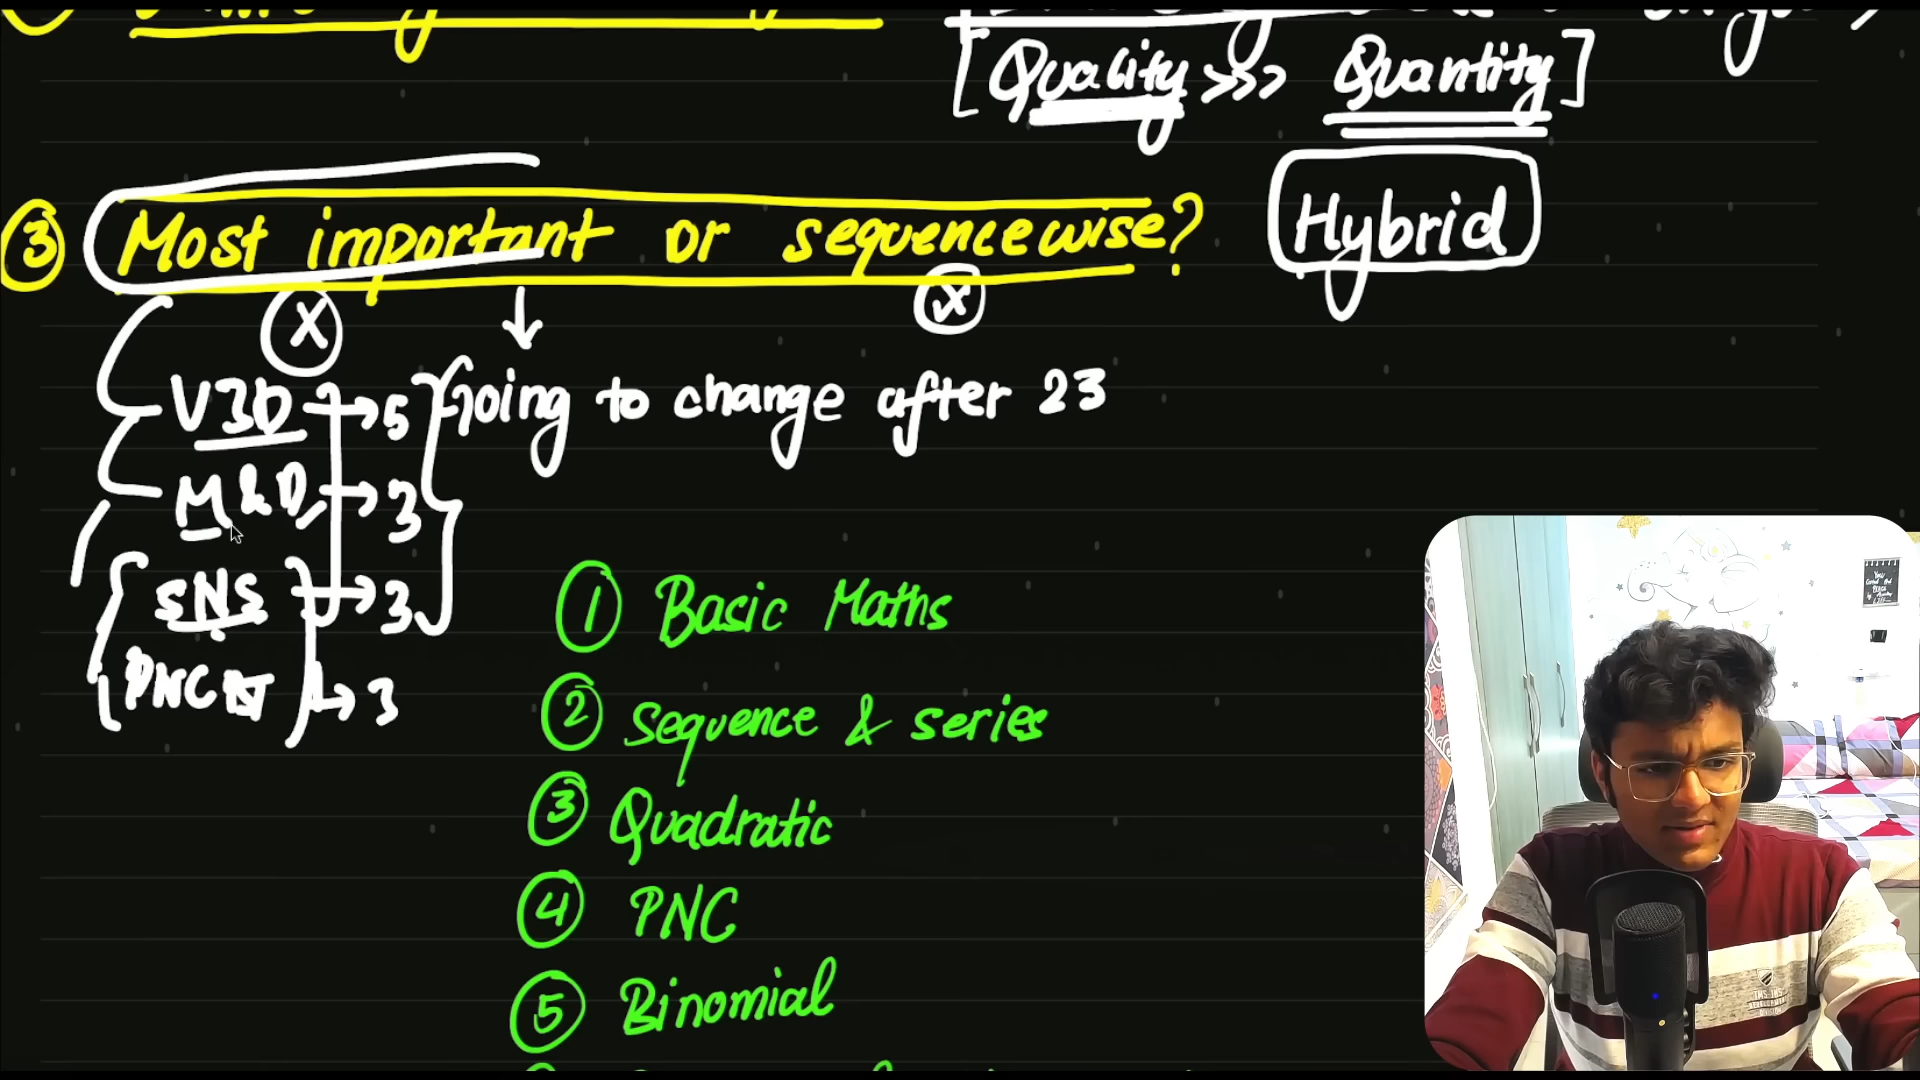 [Quality >>> Quantity]
③ Most important or sequencewise? Hybrid
X X
V3D → 5 Going to change after 23
M&D → 3
SNS → 3
PNC → 3
① Basic Maths
② Sequence & series
③ Quadratic
④ PNC
⑤ Binomial